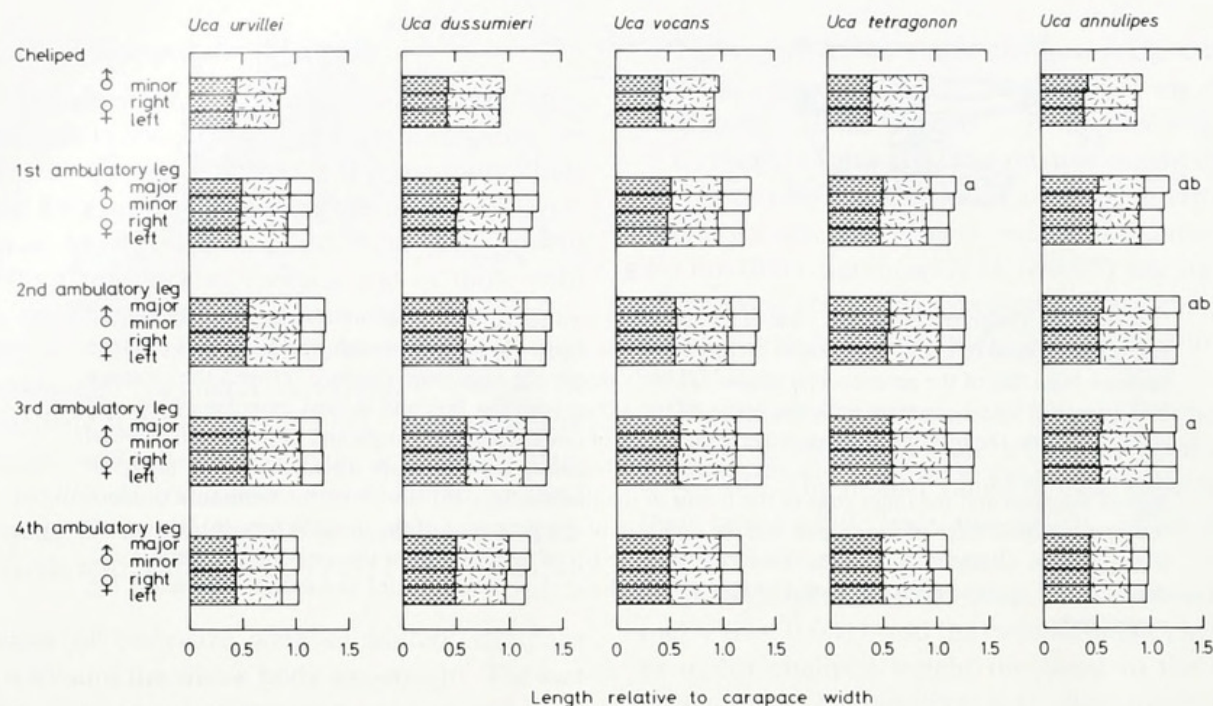 Uca urvillei Uca dussumieri Uca vocans Uca tetragonon Uca annulipes
Cheliped
♂ minor
♀ right
left
1st ambulatory leg
♂ major a ab
minor
♀ right
left
2nd ambulatory leg
♂ major ab
minor
♀ right
left
3rd ambulatory leg
♂ major a
minor
♀ right
left
4th ambulatory leg
♂ major
minor
♀ right
left
0 0.5 1.0 1.5 0 0.5 1.0 1.5 0 0.5 1.0 1.5 0 0.5 1.0 1.5 0 0.5 1.0 1.5
Length relative to carapace width